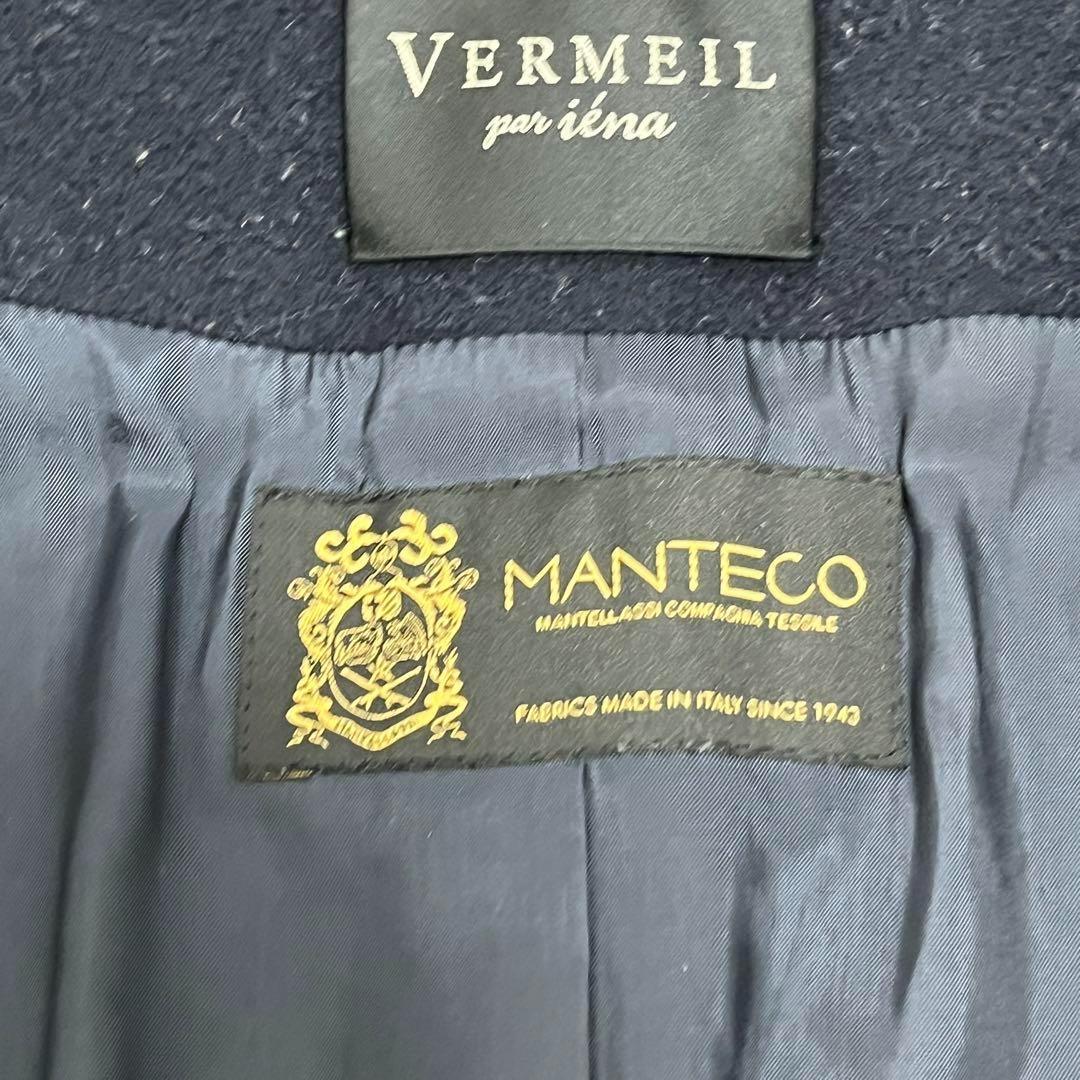 VERMEIL
par iéna
MANTECO
MANTELLASSI COMPAGNIA TESSILE
FABRICS MADE IN ITALY SINCE 1943